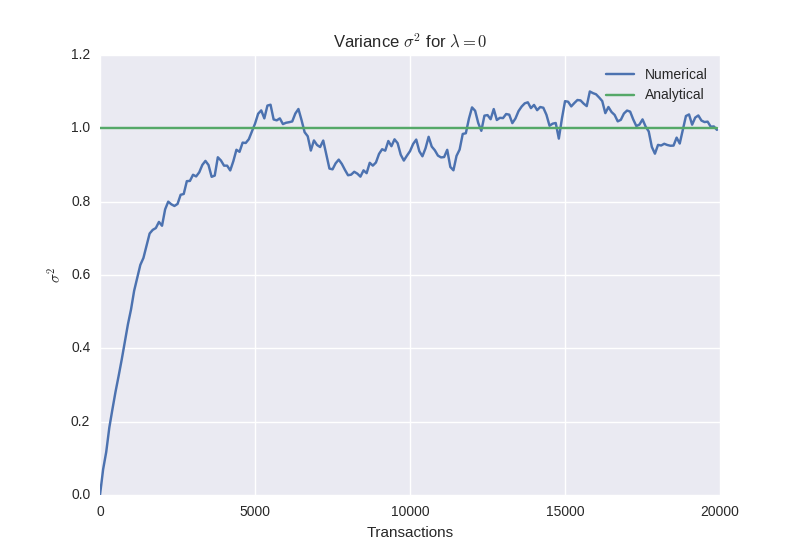 Variance σ² for λ = 0
1.2
1.0
0.8
0.6
0.4
0.2
0.0
σ²
Numerical
Analytical
0 5000 10000 15000 20000
Transactions